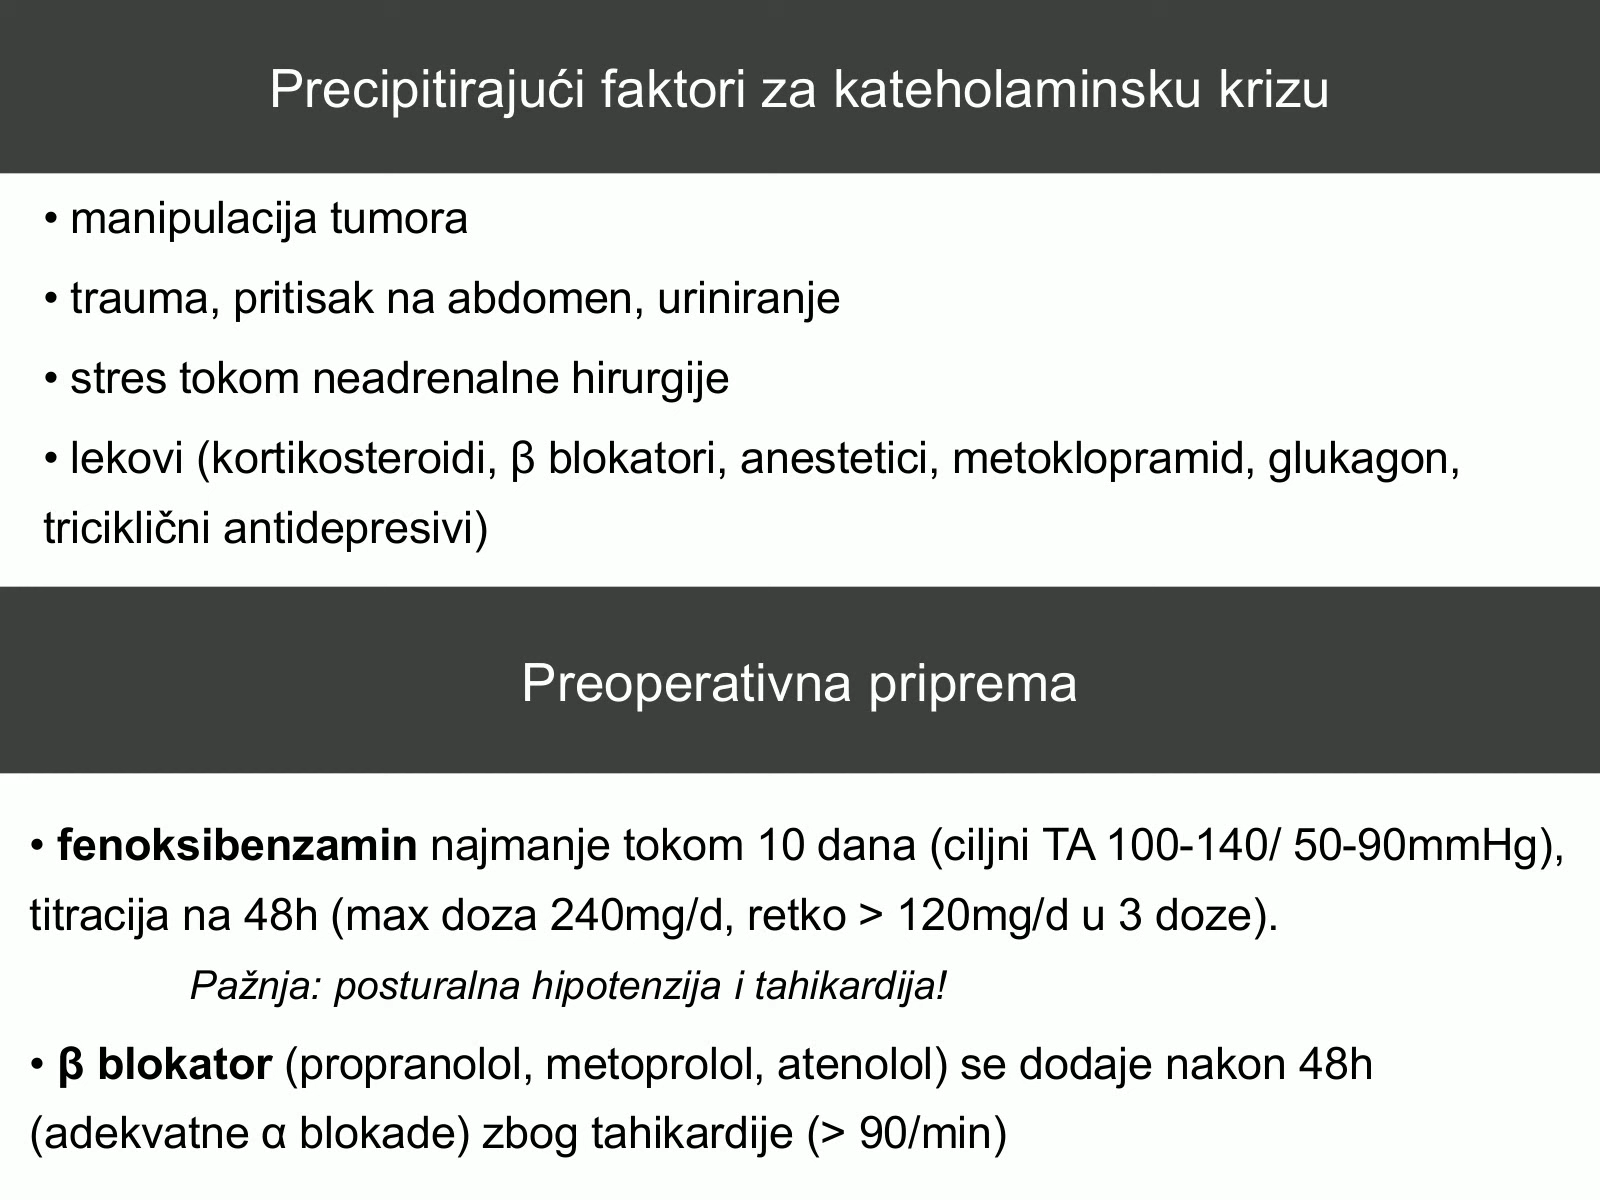 Precipitirajući faktori za kateholaminsku krizu
• manipulacija tumora
• trauma, pritisak na abdomen, uriniranje
• stres tokom neadrenalne hirurgije
• lekovi (kortikosteroidi, β blokatori, anestetici, metoklopramid, glukagon,
triciklični antidepresivi)
Preoperativna priprema
• fenoksibenzamin najmanje tokom 10 dana (ciljni TA 100-140/ 50-90mmHg),
titracija na 48h (max doza 240mg/d, retko > 120mg/d u 3 doze).
Pažnja: posturalna hipotenzija i tahikardija!
• β blokator (propranolol, metoprolol, atenolol) se dodaje nakon 48h
(adekvatne α blokade) zbog tahikardije (> 90/min)